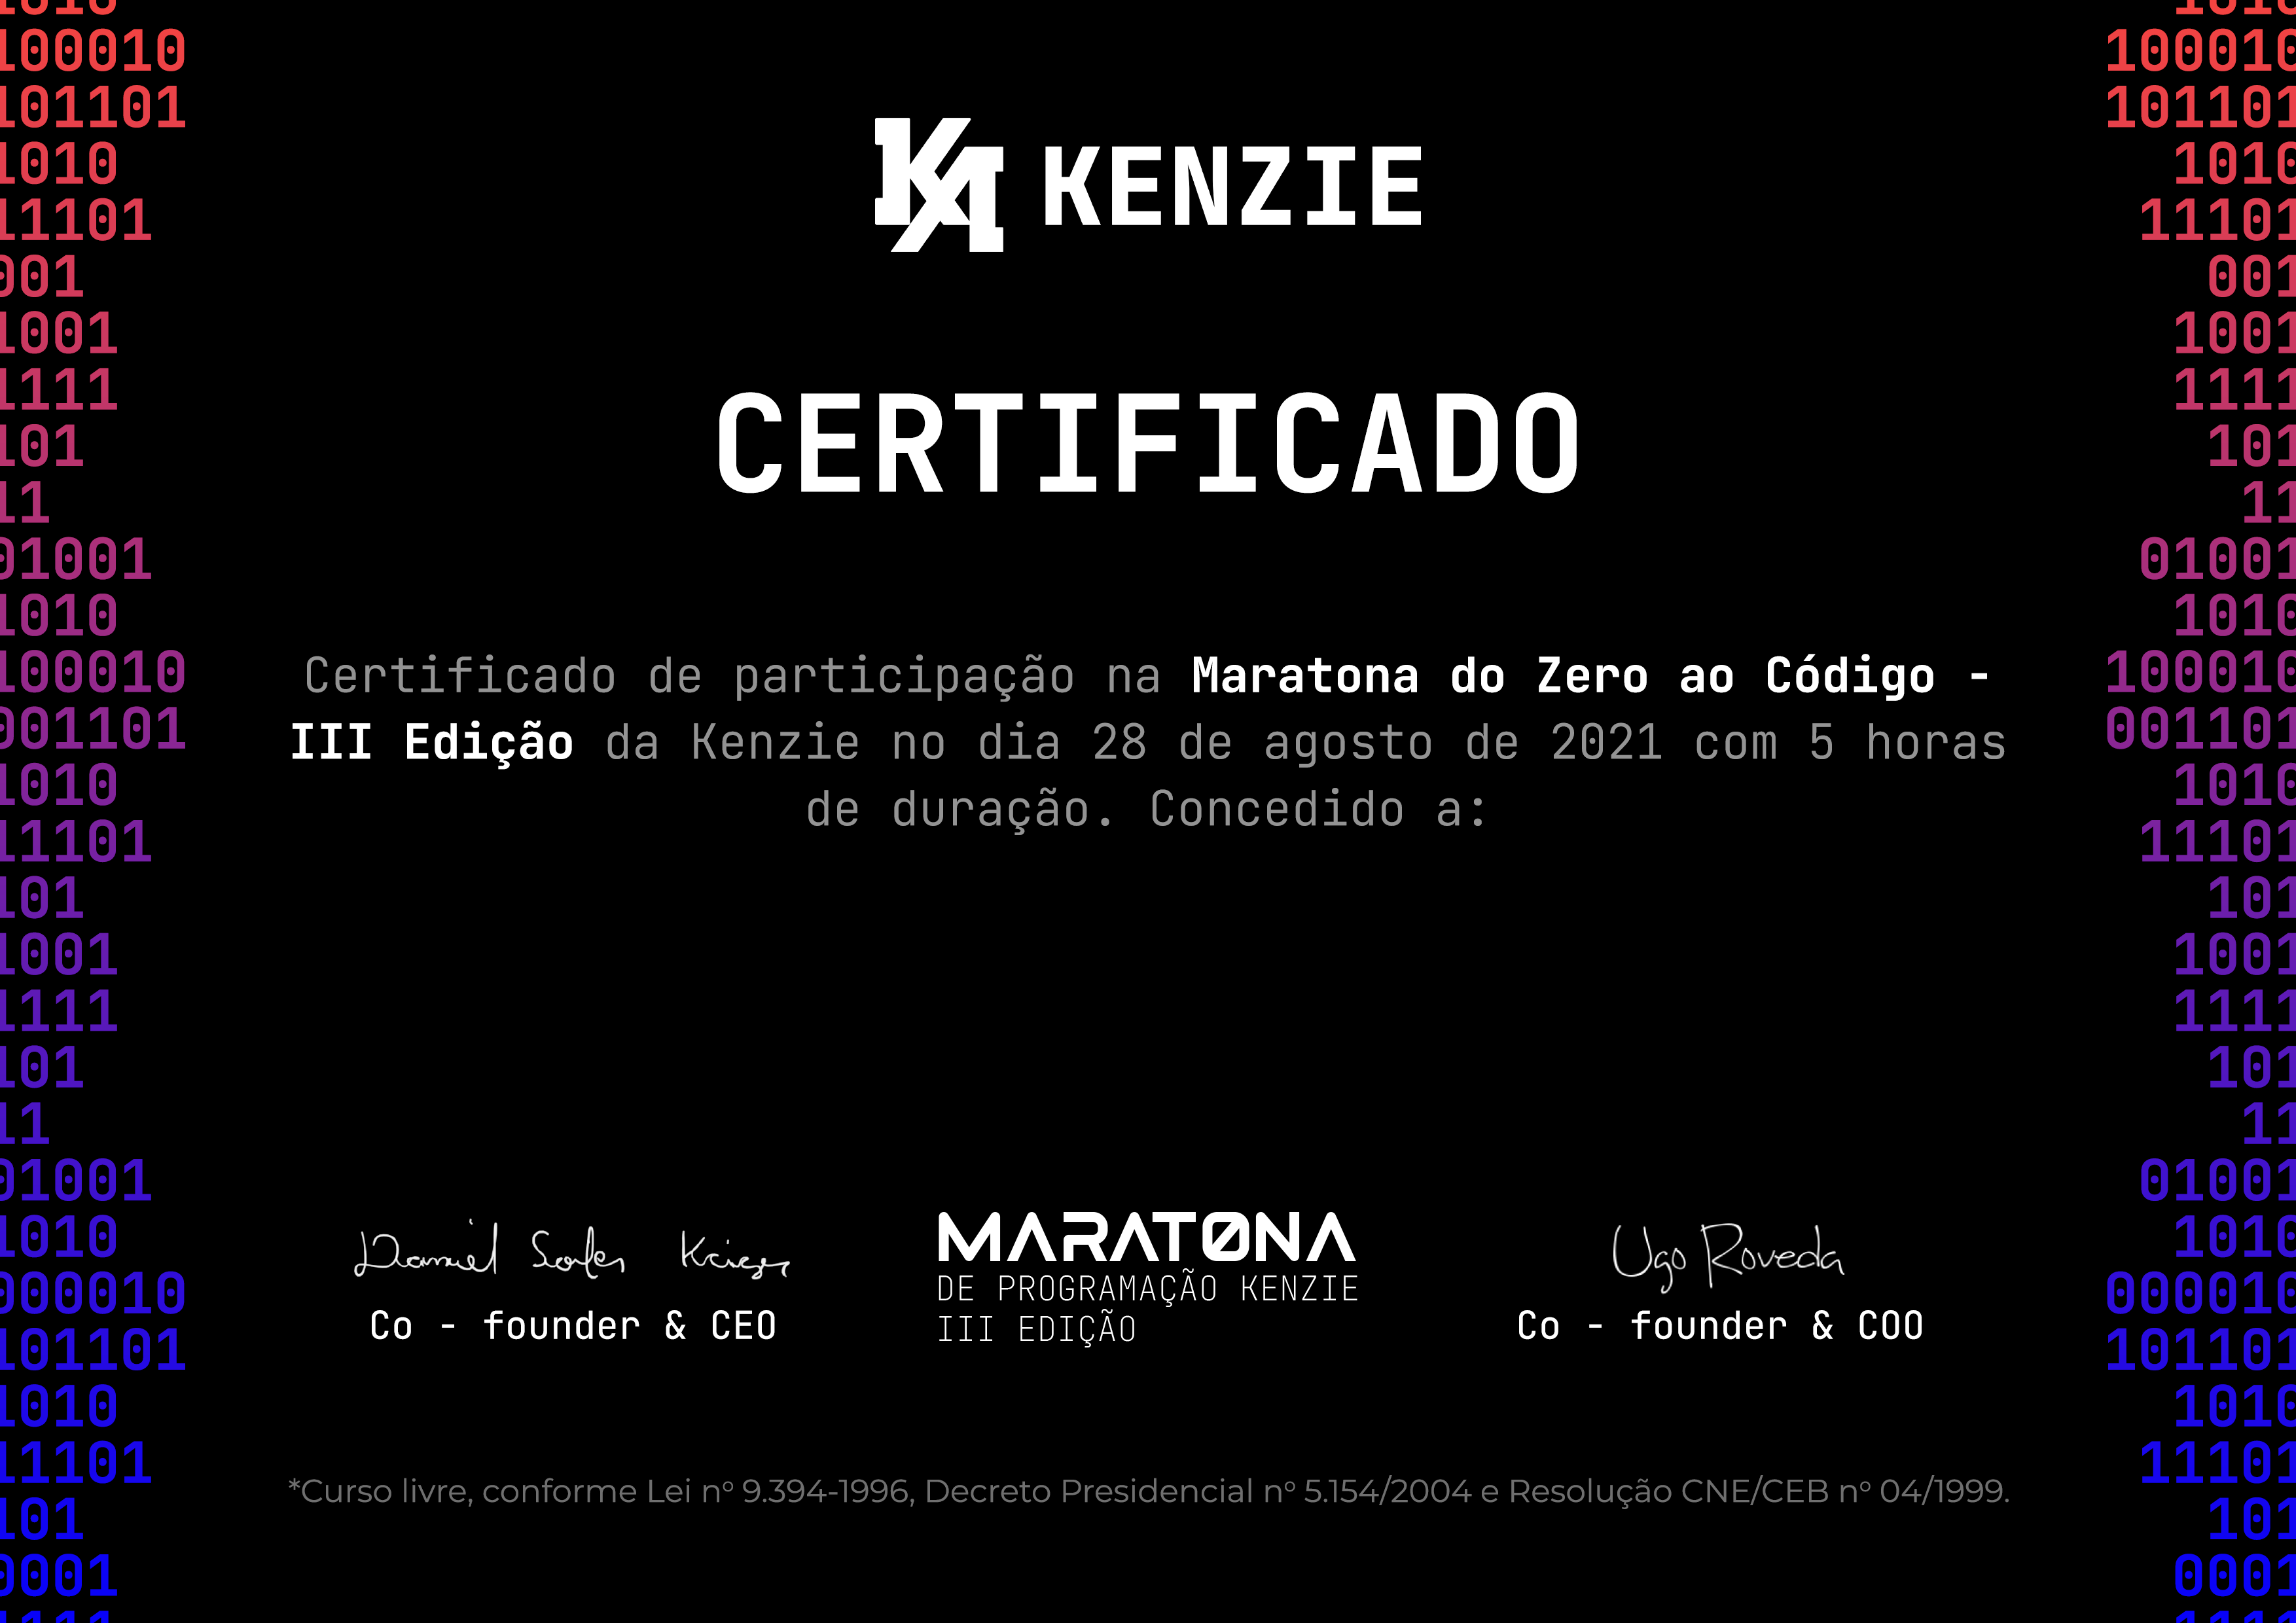 KENZIE
CERTIFICADO
Certificado de participação na Maratona do Zero ao Código -
III Edição da Kenzie no dia 28 de agosto de 2021 com 5 horas
de duração. Concedido a:
Daniel Kriger
Co - founder & CEO
MARATONA
DE PROGRAMAÇÃO KENZIE
III EDIÇÃO
Ugo Roveda
Co - founder & COO
*Curso livre, conforme Lei nº 9.394-1996, Decreto Presidencial nº 5.154/2004 e Resolução CNE/CEB nº 04/1999.